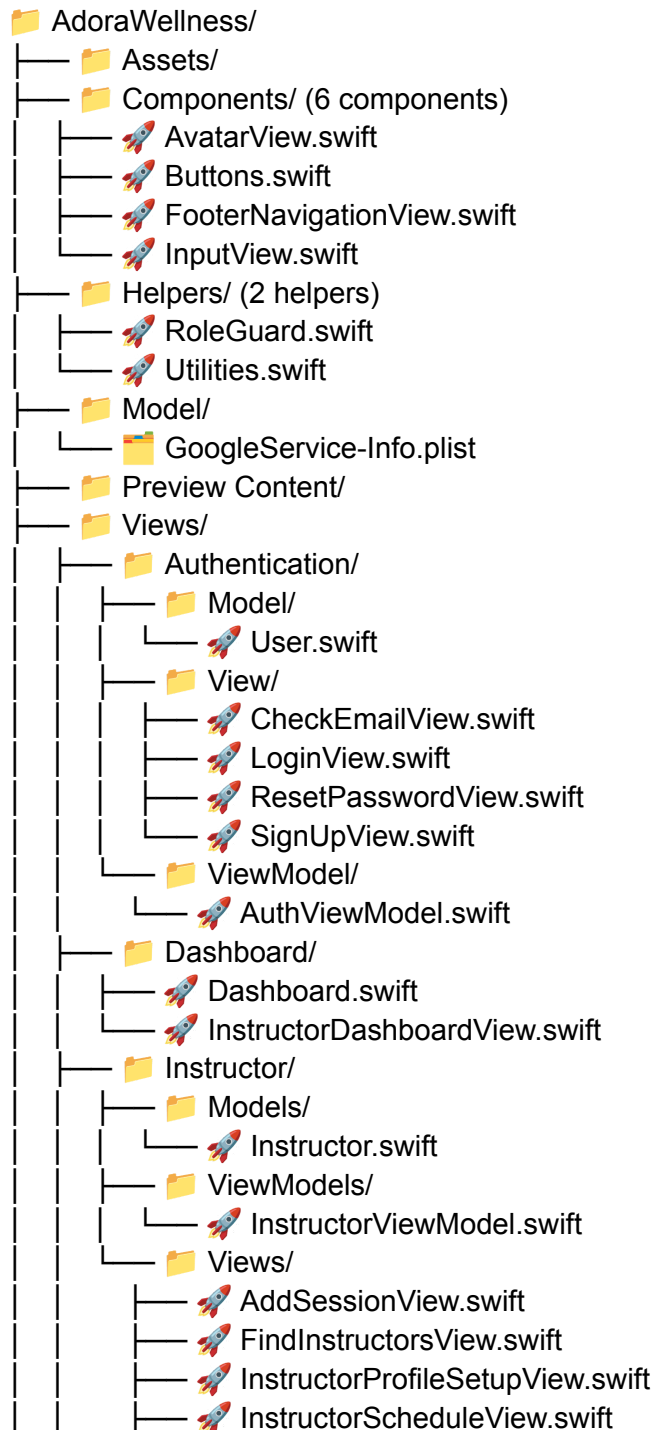 📁 AdoraWellness/
├── 📁 Assets/
├── 📁 Components/ (6 components)
│   ├── 🚀 AvatarView.swift
│   ├── 🚀 Buttons.swift
│   ├── 🚀 FooterNavigationView.swift
│   └── 🚀 InputView.swift
├── 📁 Helpers/ (2 helpers)
│   ├── 🚀 RoleGuard.swift
│   └── 🚀 Utilities.swift
├── 📁 Model/
│   └── 🗂️ GoogleService-Info.plist
├── 📁 Preview Content/
├── 📁 Views/
│   ├── 📁 Authentication/
│   │   ├── 📁 Model/
│   │   │   └── 🚀 User.swift
│   │   ├── 📁 View/
│   │   │   ├── 🚀 CheckEmailView.swift
│   │   │   ├── 🚀 LoginView.swift
│   │   │   ├── 🚀 ResetPasswordView.swift
│   │   │   └── 🚀 SignUpView.swift
│   │   └── 📁 ViewModel/
│   │       └── 🚀 AuthViewModel.swift
│   ├── 📁 Dashboard/
│   │   ├── 🚀 Dashboard.swift
│   │   └── 🚀 InstructorDashboardView.swift
│   ├── 📁 Instructor/
│   │   ├── 📁 Models/
│   │   │   └── 🚀 Instructor.swift
│   │   ├── 📁 ViewModels/
│   │   │   └── 🚀 InstructorViewModel.swift
│   │   └── 📁 Views/
│   │       ├── 🚀 AddSessionView.swift
│   │       ├── 🚀 FindInstructorsView.swift
│   │       ├── 🚀 InstructorProfileSetupView.swift
│   │       ├── 🚀 InstructorScheduleView.swift